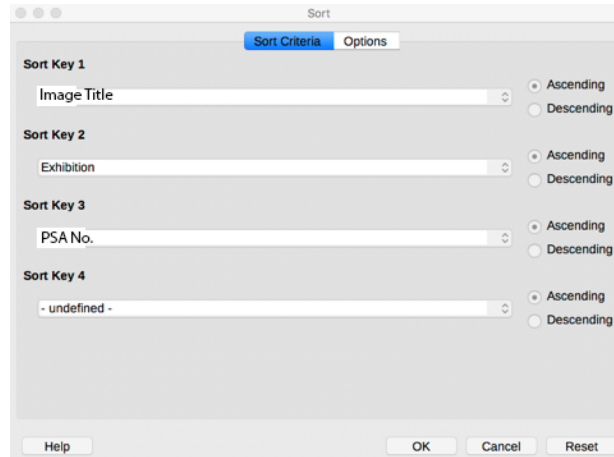 Sort
Sort Criteria Options
Sort Key 1
Image Title
Ascending
Descending
Sort Key 2
Exhibition
Ascending
Descending
Sort Key 3
PSA No.
Ascending
Descending
Sort Key 4
- undefined -
Ascending
Descending
Help OK Cancel Reset